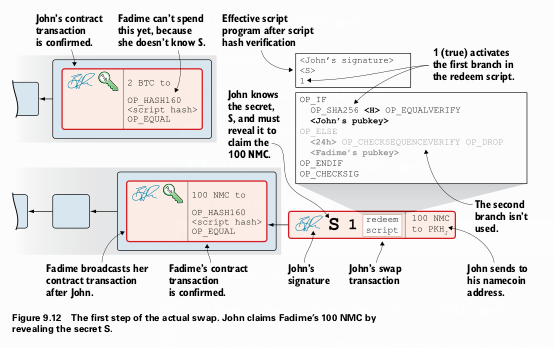 John's contract
transaction
is confirmed.
Fadime can't spend
this yet, because
she doesn't know S.
Effective script
program after script
hash verification
<John's signature>
<S>
1
1 (true) activates
the first branch in
the redeem script.
2 BTC to
OP_HASH160
<script hash>
OP_EQUAL
John knows
the secret,
S, and must
reveal it to
claim the
100 NMC.
OP_IF
OP_SHA256 <H> OP_EQUALVERIFY
<John's pubkey>
OP_ELSE
<24h> OP_CHECKSEQUENCEVERIFY OP_DROP
<Fadime's pubkey>
OP_ENDIF
OP_CHECKSIG
100 NMC to
OP_HASH160
<script hash>
OP_EQUAL
S 1 redeem
script
100 NMC
to PKHJ
The second
branch isn't
used.
Fadime broadcasts her
contract transaction
after John.
Fadime's contract
transaction
is confirmed.
John's
signature
John's swap
transaction
John sends to
his namecoin
address.
Figure 9.12 The first step of the actual swap. John claims Fadime's 100 NMC by
revealing the secret S.